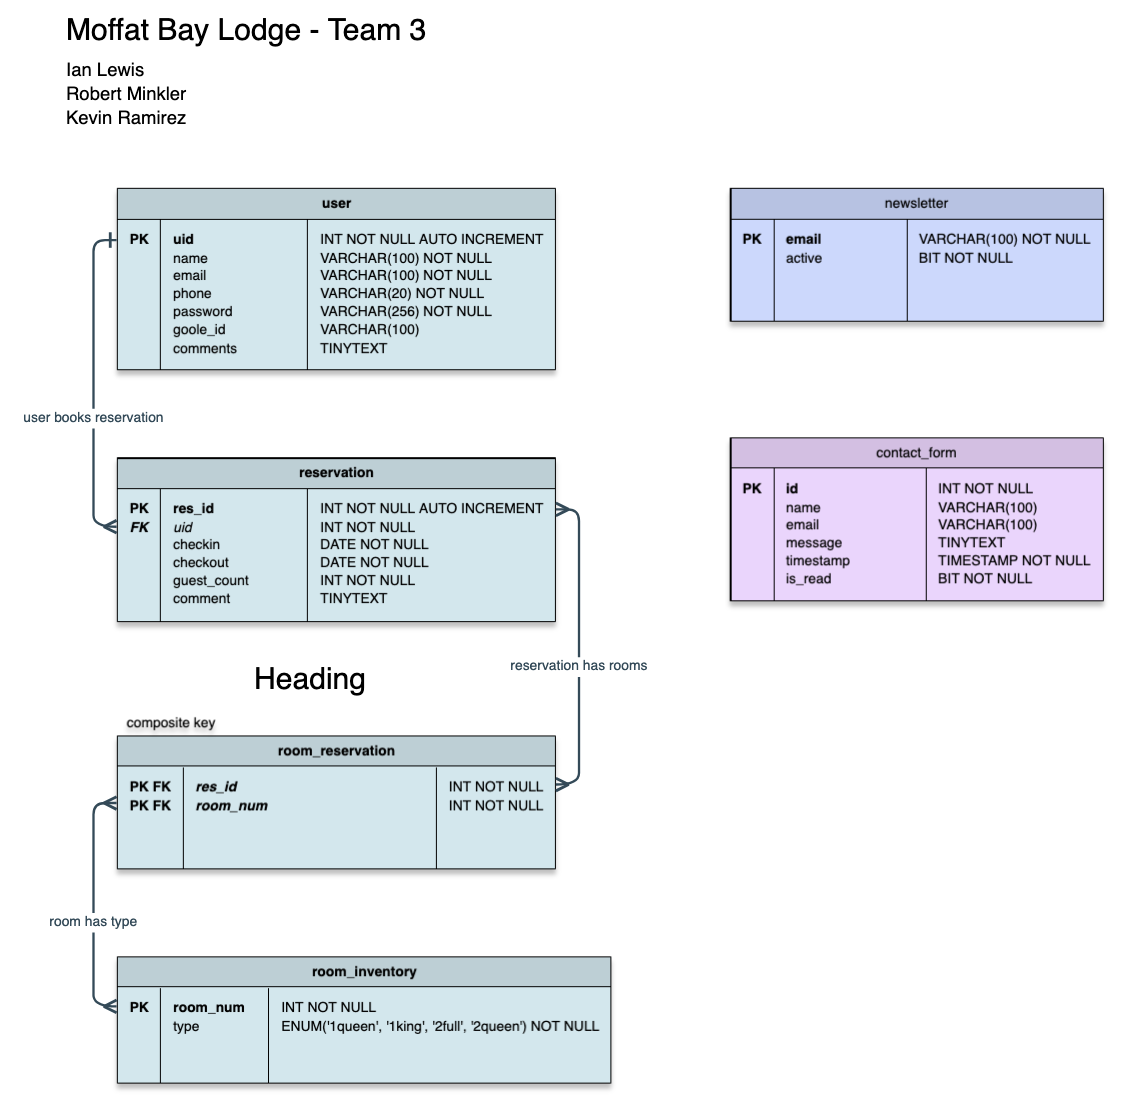 Moffat Bay Lodge - Team 3
Ian Lewis
Robert Minkler
Kevin Ramirez
user
PK uid INT NOT NULL AUTO INCREMENT
name VARCHAR(100) NOT NULL
email VARCHAR(100) NOT NULL
phone VARCHAR(20) NOT NULL
password VARCHAR(256) NOT NULL
goole_id VARCHAR(100)
comments TINYTEXT
newsletter
PK email VARCHAR(100) NOT NULL
active BIT NOT NULL
user books reservation
reservation
PK res_id INT NOT NULL AUTO INCREMENT
FK uid INT NOT NULL
checkin DATE NOT NULL
checkout DATE NOT NULL
guest_count INT NOT NULL
comment TINYTEXT
contact_form
PK id INT NOT NULL
name VARCHAR(100)
email VARCHAR(100)
message TINYTEXT
timestamp TIMESTAMP NOT NULL
is_read BIT NOT NULL
reservation has rooms
Heading
composite key
room_reservation
PK FK res_id INT NOT NULL
PK FK room_num INT NOT NULL
room has type
room_inventory
PK room_num INT NOT NULL
type ENUM('1queen', '1king', '2full', '2queen') NOT NULL